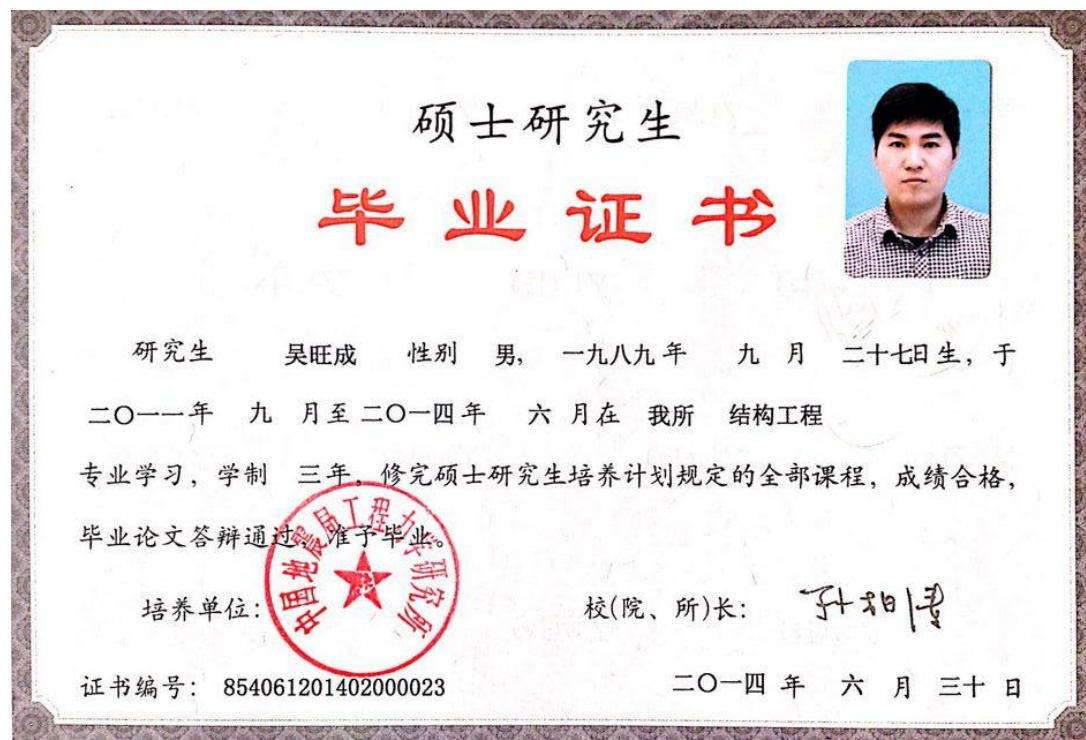 硕士研究生
毕业证书
研究生 吴旺成 性别 男, 一九八九年 九 月 二十七日生, 于
二〇一一年 九 月至二〇一四年 六 月在 我所 结构工程
专业学习, 学制 三年。修完硕士研究生培养计划规定的全部课程, 成绩合格,
毕业论文答辩通过, 准予毕业。
中国地震局工程力学研究所
培养单位: 校(院、所)长: 孙柏涛
证书编号: 854061201402000023 二〇一四 年 六 月 三十 日